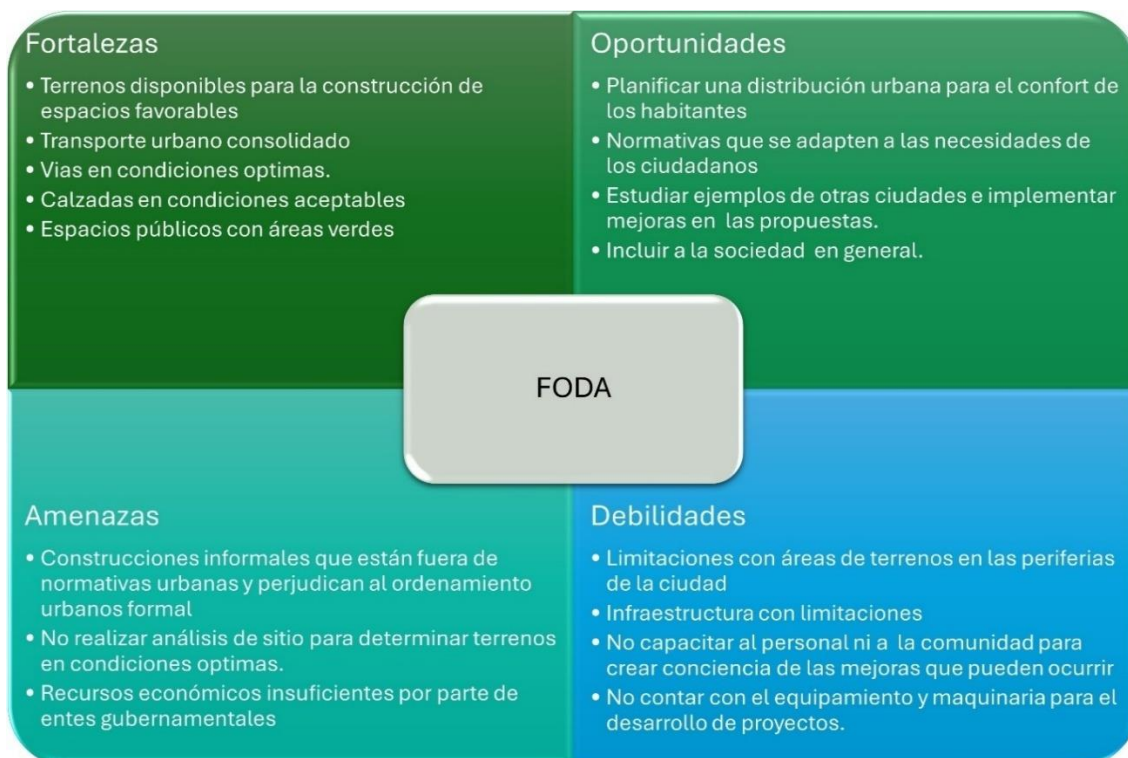 Fortalezas
• Terrenos disponibles para la construcción de
espacios favorables
• Transporte urbano consolidado
• Vias en condiciones optimas.
• Calzadas en condiciones aceptables
• Espacios públicos con áreas verdes
Oportunidades
• Planificar una distribución urbana para el confort de
los habitantes
• Normativas que se adapten a las necesidades de
los ciudadanos
• Estudiar ejemplos de otras ciudades e implementar
mejoras en las propuestas.
• Incluir a la sociedad en general.
FODA
Amenazas
• Construcciones informales que están fuera de
normativas urbanas y perjudican al ordenamiento
urbanos formal
• No realizar análisis de sitio para determinar terrenos
en condiciones optimas.
• Recursos económicos insuficientes por parte de
entes gubernamentales
Debilidades
• Limitaciones con áreas de terrenos en las periferias
de la ciudad
• Infraestructura con limitaciones
• No capacitar al personal ni a la comunidad para
crear conciencia de las mejoras que pueden ocurrir
• No contar con el equipamiento y maquinaria para el
desarrollo de proyectos.